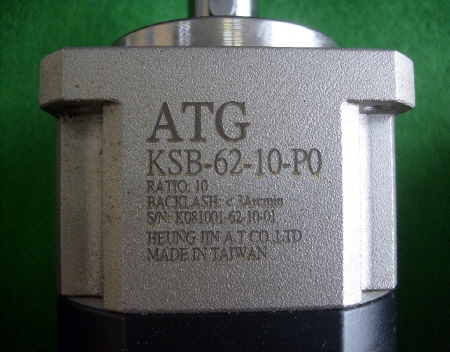 ATG
KSB-62-10-P0
RATIO: 10
BACKLASH: < 3Arcmin
S/N: K081001-62-10-01
HEUNG JIN A.T CO.,LTD
MADE IN TAIWAN